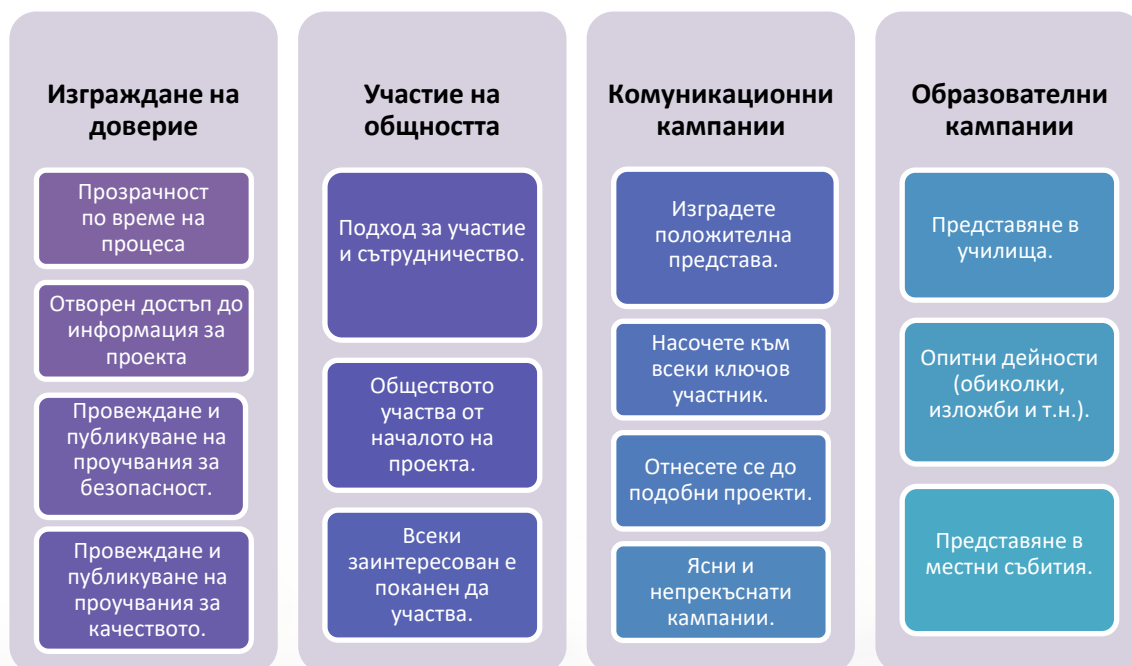 Изграждане на
доверие
Прозрачност
по време на
процеса
Отворен достъп до
информация за
проекта
Провеждане и
публикуване на
проучвания за
безопасност.
Провеждане и
публикуване на
проучвания за
качеството.
Участие на
общността
Подход за участие
и сътрудничество.
Обществото
участва от
началото на
проекта.
Всеки
заинтересован е
поканен да
участва.
Комуникационни
кампании
Изградете
положителна
представа.
Насочете към
всеки ключов
участник.
Отнесете се до
подобни проекти.
Ясни и
непрекъснати
кампании.
Образователни
кампании
Представяне в
училища.
Опитни дейности
(обиколки,
изложби и т.н.).
Представяне в
местни събития.